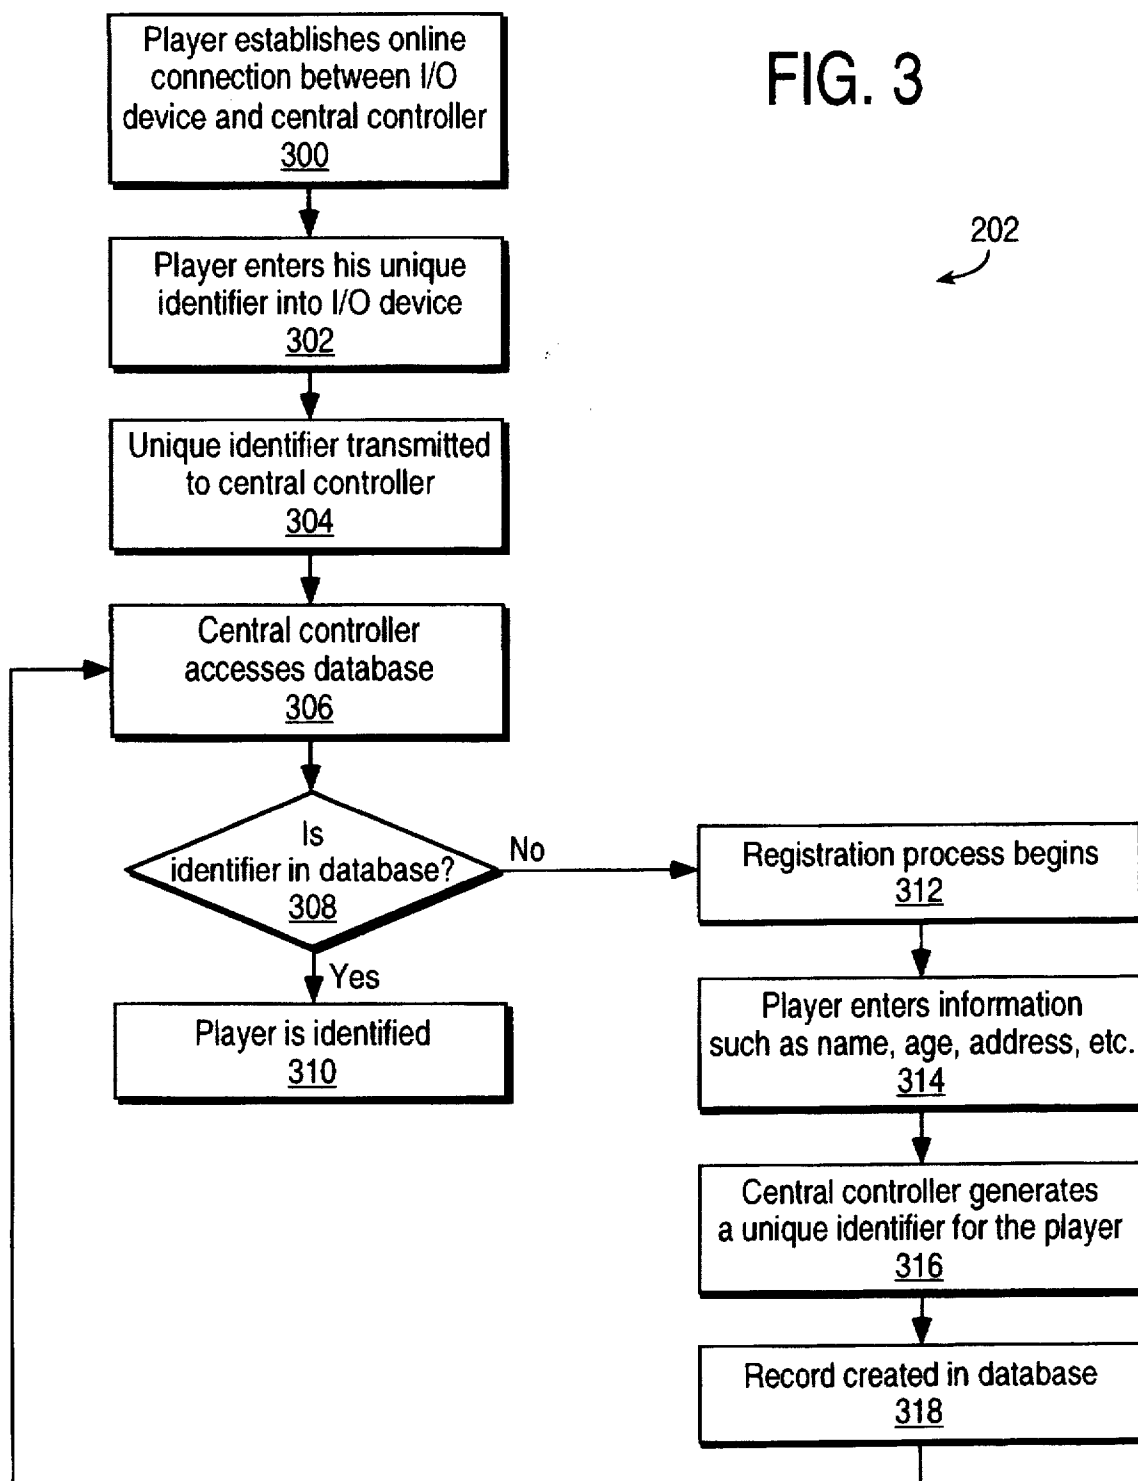 Player establishes online
connection between I/O
device and central controller
300
FIG. 3
202
Player enters his unique
identifier into I/O device
302
Unique identifier transmitted
to central controller
304
Central controller
accesses database
306
Is
identifier in database?
308
No
Yes
Player is identified
310
Registration process begins
312
Player enters information
such as name, age, address, etc.
314
Central controller generates
a unique identifier for the player
316
Record created in database
318